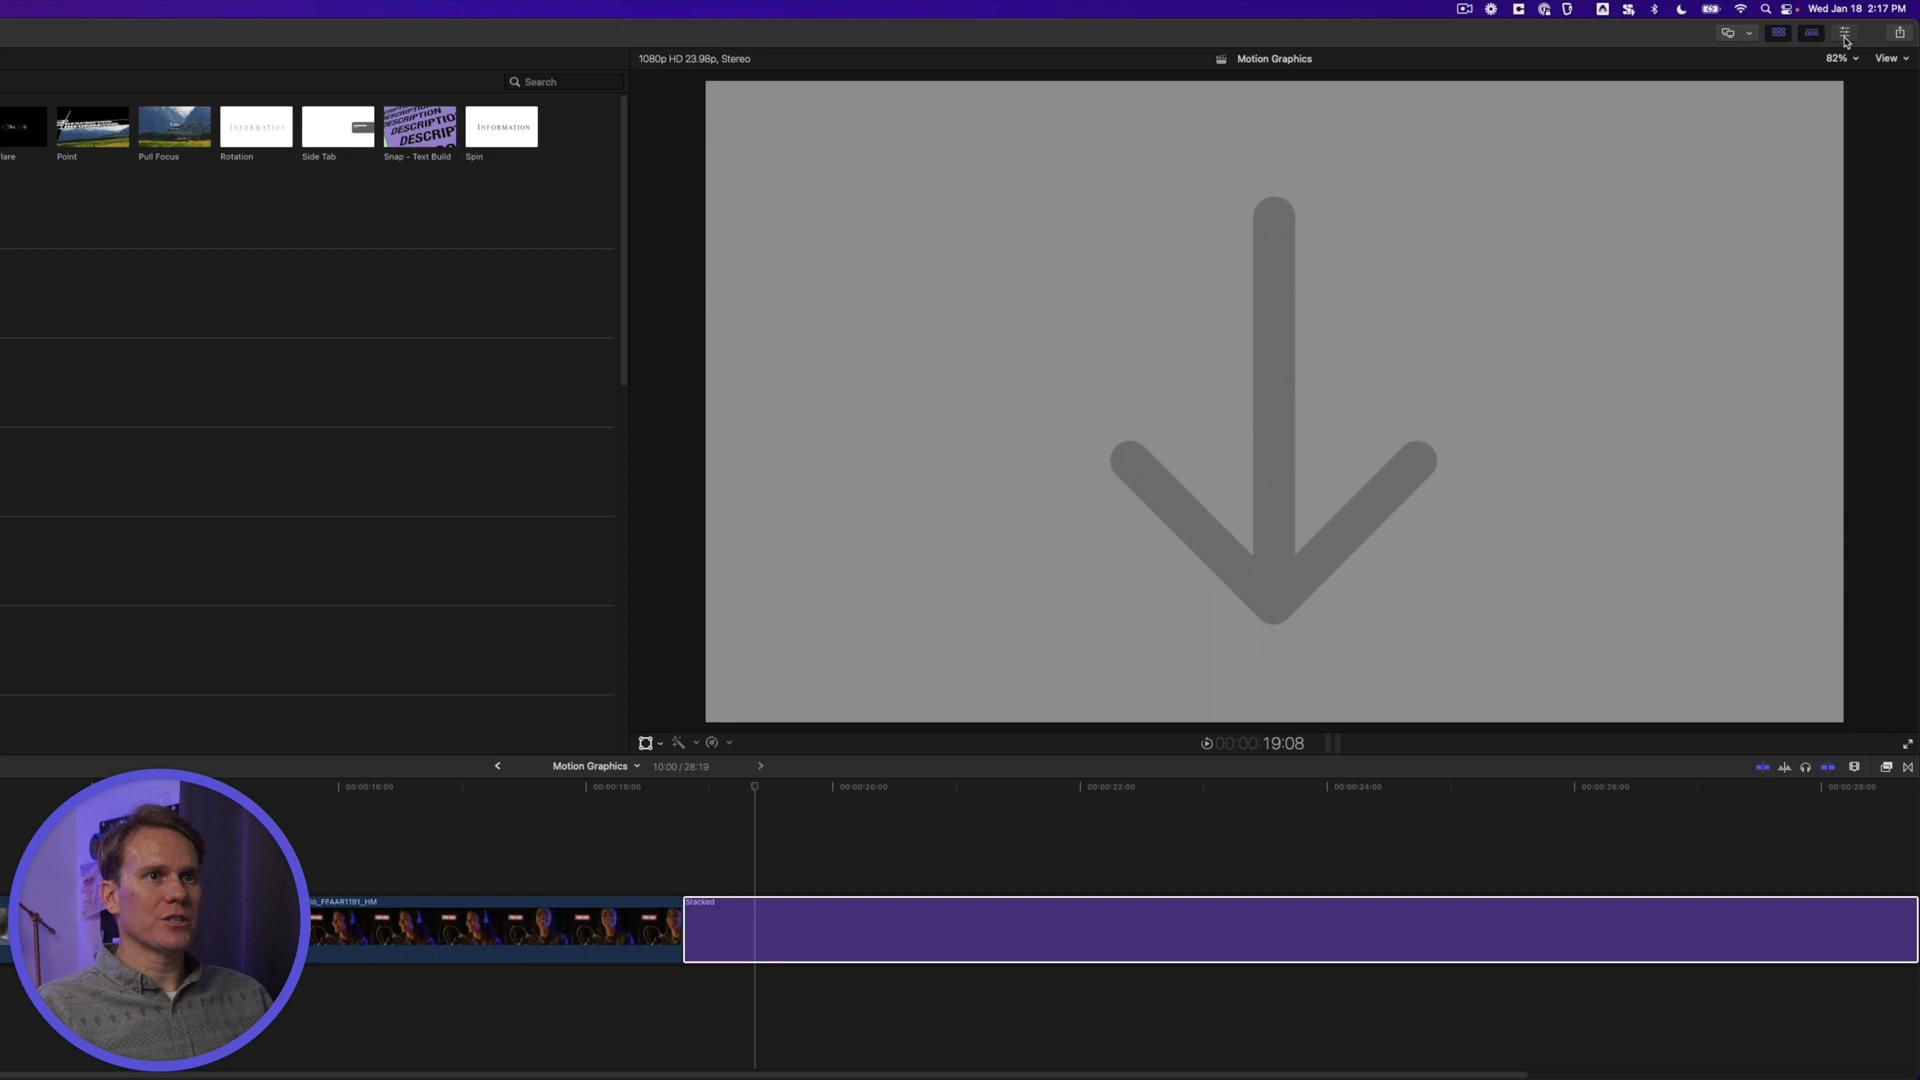 Wed Jan 18 2:17 PM
1080p HD 23.98p, Stereo
Motion Graphics
82%
View
Search
INFORMATION
DESCRIPTION
DESCRIPTION
DESCRIPTION
DESCRIP
INFORMATION
lare
Point
Pull Focus
Rotation
Side Tab
Snap - Text Build
Spin
00:00:00:19:08
Motion Graphics
10:00 / 28:19
00:00:16:00
00:00:18:00
00:00:20:00
00:00:22:00
00:00:24:00
00:00:26:00
00:00:28:00
lo_FFAAR1191_HM
Stacked